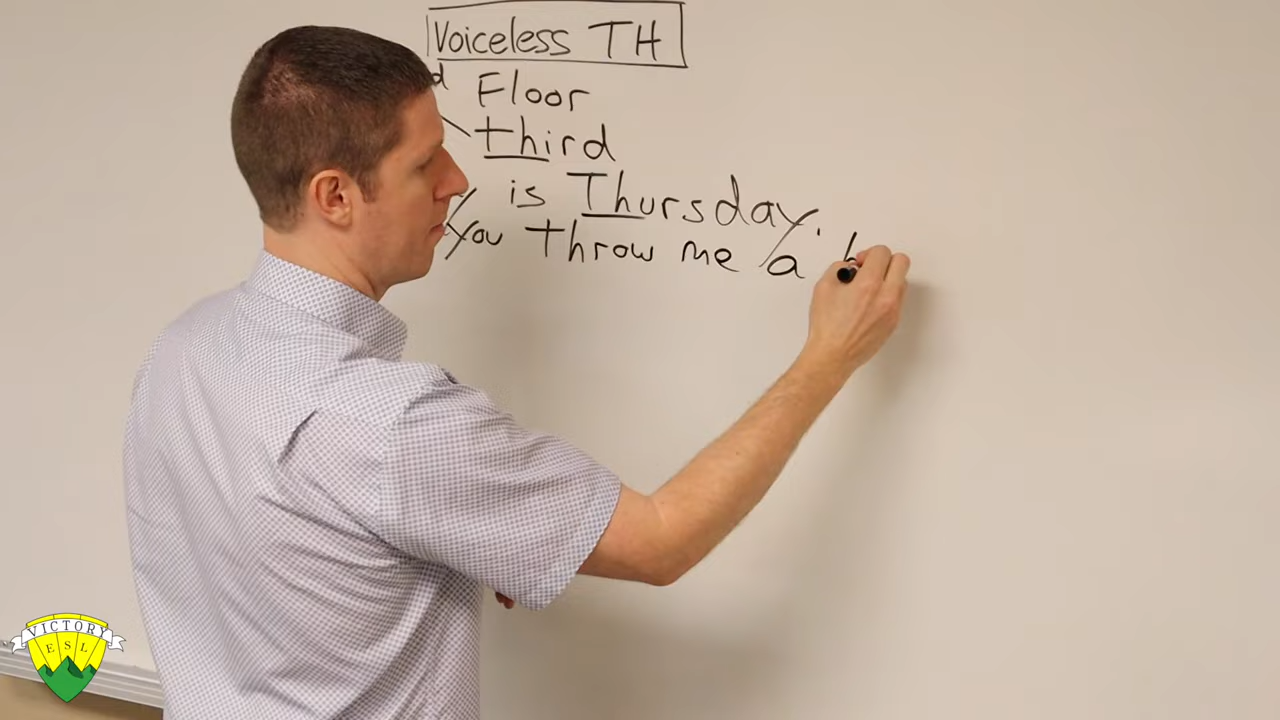 Voiceless TH
d Floor
third
is Thursday.
You throw me a
VICTORY
ESL